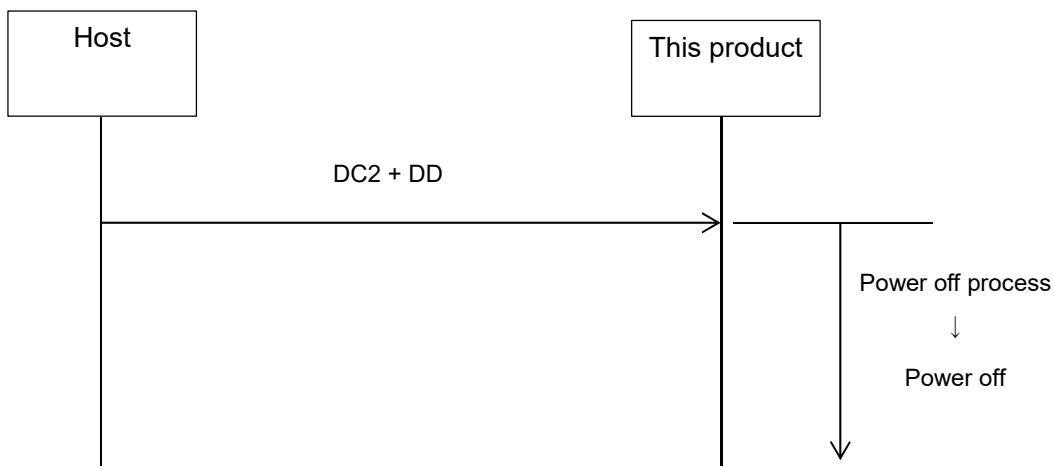 Host
This product
DC2 + DD
Power off process
↓
Power off